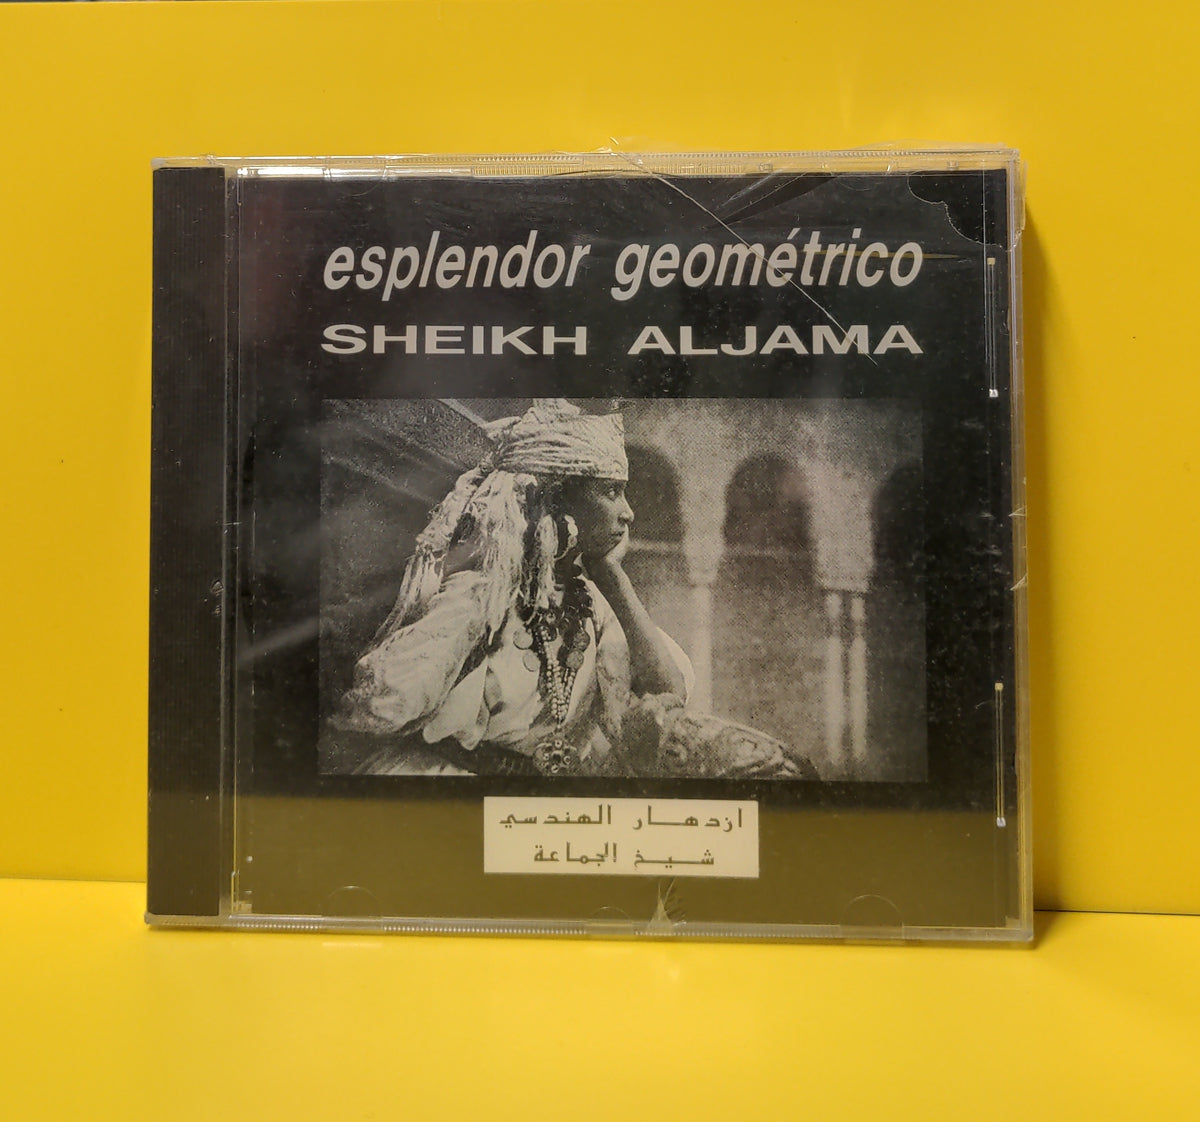 esplendor geométrico
SHEIKH ALJAMA
ازدهار الهندسي
شيخ الجماعة